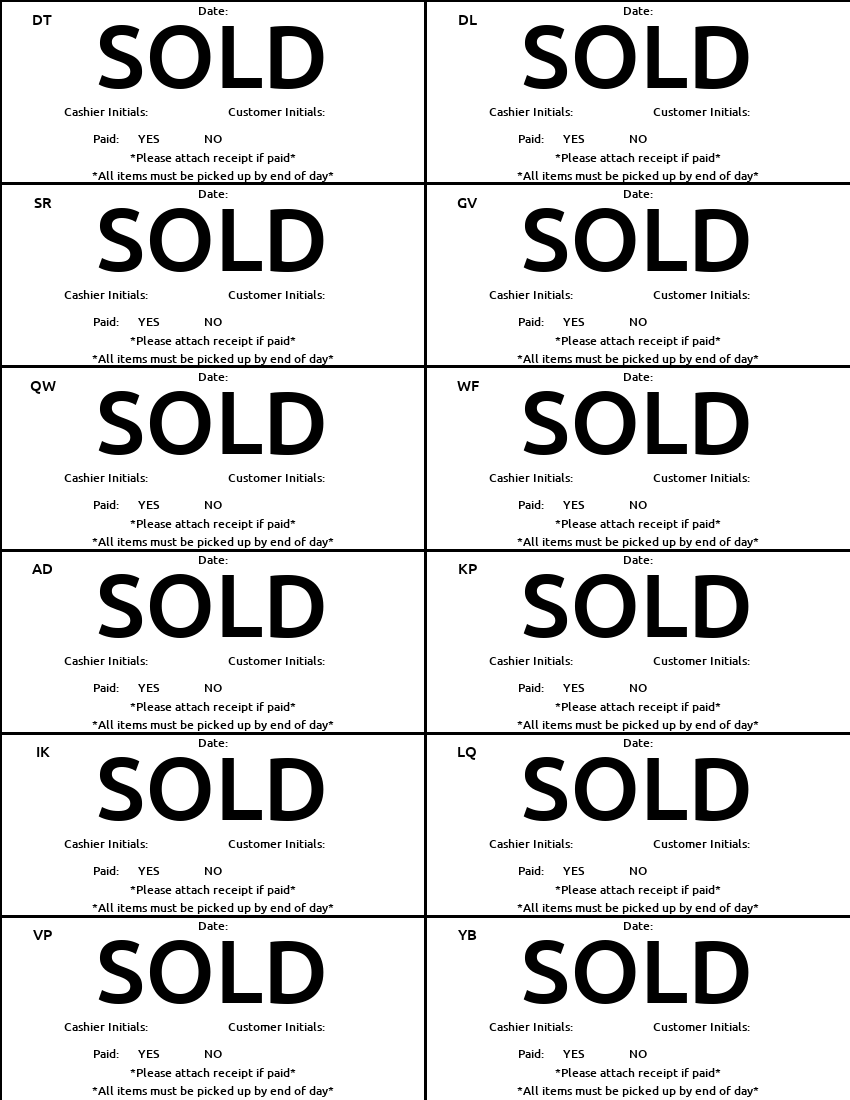 DT
Date:
SOLD
Cashier Initials: Customer Initials:
Paid: YES NO
*Please attach receipt if paid*
*All items must be picked up by end of day*
DL
Date:
SOLD
Cashier Initials: Customer Initials:
Paid: YES NO
*Please attach receipt if paid*
*All items must be picked up by end of day*
SR
Date:
SOLD
Cashier Initials: Customer Initials:
Paid: YES NO
*Please attach receipt if paid*
*All items must be picked up by end of day*
GV
Date:
SOLD
Cashier Initials: Customer Initials:
Paid: YES NO
*Please attach receipt if paid*
*All items must be picked up by end of day*
QW
Date:
SOLD
Cashier Initials: Customer Initials:
Paid: YES NO
*Please attach receipt if paid*
*All items must be picked up by end of day*
WF
Date:
SOLD
Cashier Initials: Customer Initials:
Paid: YES NO
*Please attach receipt if paid*
*All items must be picked up by end of day*
AD
Date:
SOLD
Cashier Initials: Customer Initials:
Paid: YES NO
*Please attach receipt if paid*
*All items must be picked up by end of day*
KP
Date:
SOLD
Cashier Initials: Customer Initials:
Paid: YES NO
*Please attach receipt if paid*
*All items must be picked up by end of day*
IK
Date:
SOLD
Cashier Initials: Customer Initials:
Paid: YES NO
*Please attach receipt if paid*
*All items must be picked up by end of day*
LQ
Date:
SOLD
Cashier Initials: Customer Initials:
Paid: YES NO
*Please attach receipt if paid*
*All items must be picked up by end of day*
VP
Date:
SOLD
Cashier Initials: Customer Initials:
Paid: YES NO
*Please attach receipt if paid*
*All items must be picked up by end of day*
YB
Date:
SOLD
Cashier Initials: Customer Initials:
Paid: YES NO
*Please attach receipt if paid*
*All items must be picked up by end of day*